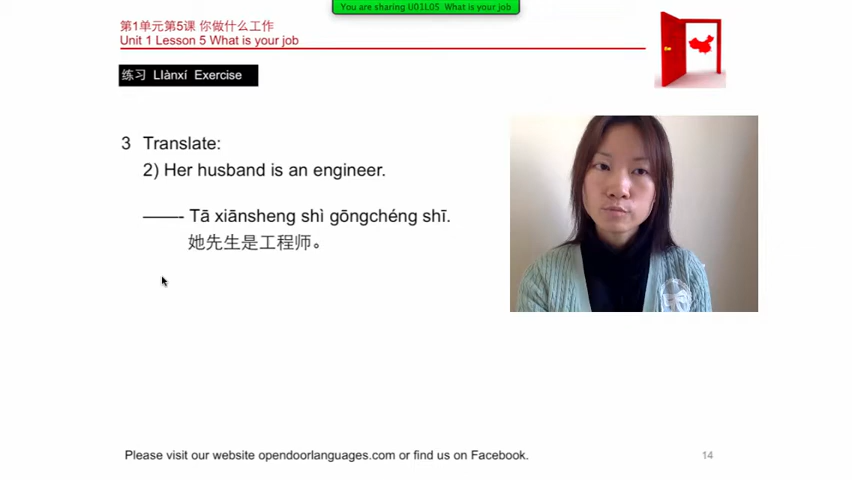 You are sharing U01L05 What is your job
第1单元第5课 你做什么工作
Unit 1 Lesson 5 What is your job
练习 LIànxí Exercise
3 Translate:
2) Her husband is an engineer.
——- Tā xiānsheng shì gōngchéng shī.
她先生是工程师。
Please visit our website opendoorlanguages.com or find us on Facebook.
14